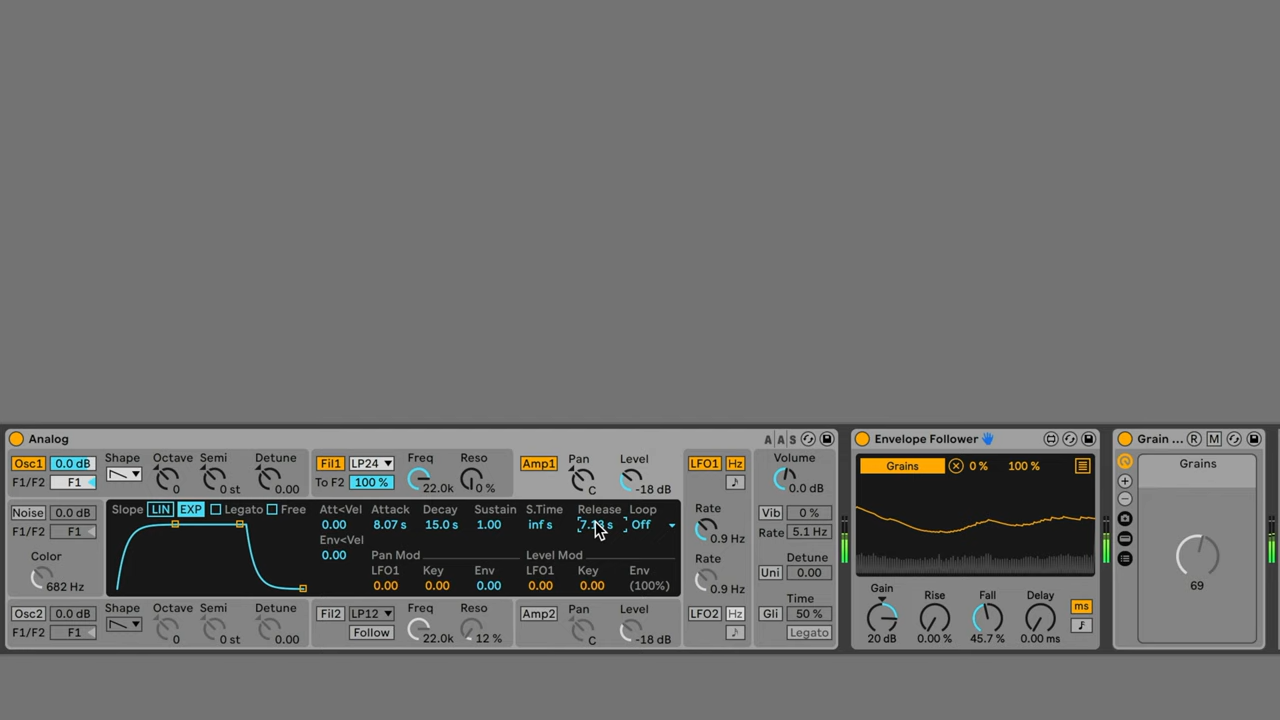 Analog
A A S
Envelope Follower
Grain ... R M
Osc1 0.0 dB Shape Octave Semi Detune
F1/F2 F1 0 0 st 0.00
Fil1 LP24 Freq Reso
To F2 100 % 22.0k 0 %
Amp1 Pan Level
C -18 dB
LFO1 Hz
Volume
0.0 dB
Grains 0 % 100 %
Grains
Noise 0.0 dB
F1/F2 F1
Color
682 Hz
Slope LIN EXP Legato Free
Att<Vel Attack Decay Sustain S.Time Release Loop
0.00 8.07 s 15.0 s 1.00 inf s Off
Env<Vel
0.00 Pan Mod Level Mod
LFO1 Key Env LFO1 Key Env
0.00 0.00 0.00 0.00 0.00 (100%)
Rate
0.9 Hz
Rate
0.9 Hz
Vib 0 %
Rate 5.1 Hz
Detune
Uni 0.00
Time
Gli 50 %
Legato
Gain Rise Fall Delay ms
20 dB 0.00 % 45.7 % 0.00 ms
69
Osc2 0.0 dB Shape Octave Semi Detune
F1/F2 F1 0 0 st 0.00
Fil2 LP12 Freq Reso
Follow 22.0k 12 %
Amp2 Pan Level
C -18 dB
LFO2 Hz